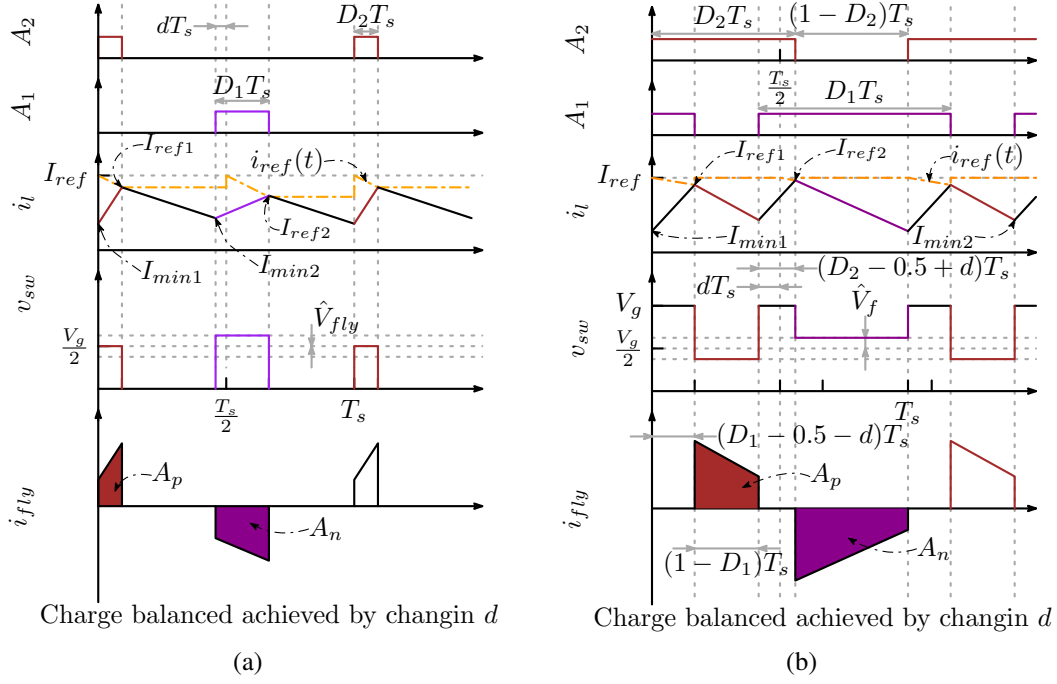 A_2
dT_s
D_2T_s
A_1
D_1T_s
I_{ref}
I_{ref1}
i_{ref}(t)
i_l
I_{ref2}
I_{min1}
I_{min2}
v_{sw}
\hat{V}_{fly}
\frac{V_g}{2}
\frac{T_s}{2}
T_s
A_p
i_{fly}
A_n
Charge balanced achieved by changin d
(a)
D_2T_s
(1 − D_2)T_s
A_2
\frac{T_s}{2}
D_1T_s
A_1
I_{ref1}
I_{ref2}
i_{ref}(t)
I_{ref}
i_l
I_{min1}
I_{min2}
(D_2 − 0.5 + d)T_s
dT_s
\hat{V}_f
V_g
v_{sw}
\frac{V_g}{2}
T_s
(D_1 − 0.5 − d)T_s
A_p
i_{fly}
A_n
(1 − D_1)T_s
Charge balanced achieved by changin d
(b)